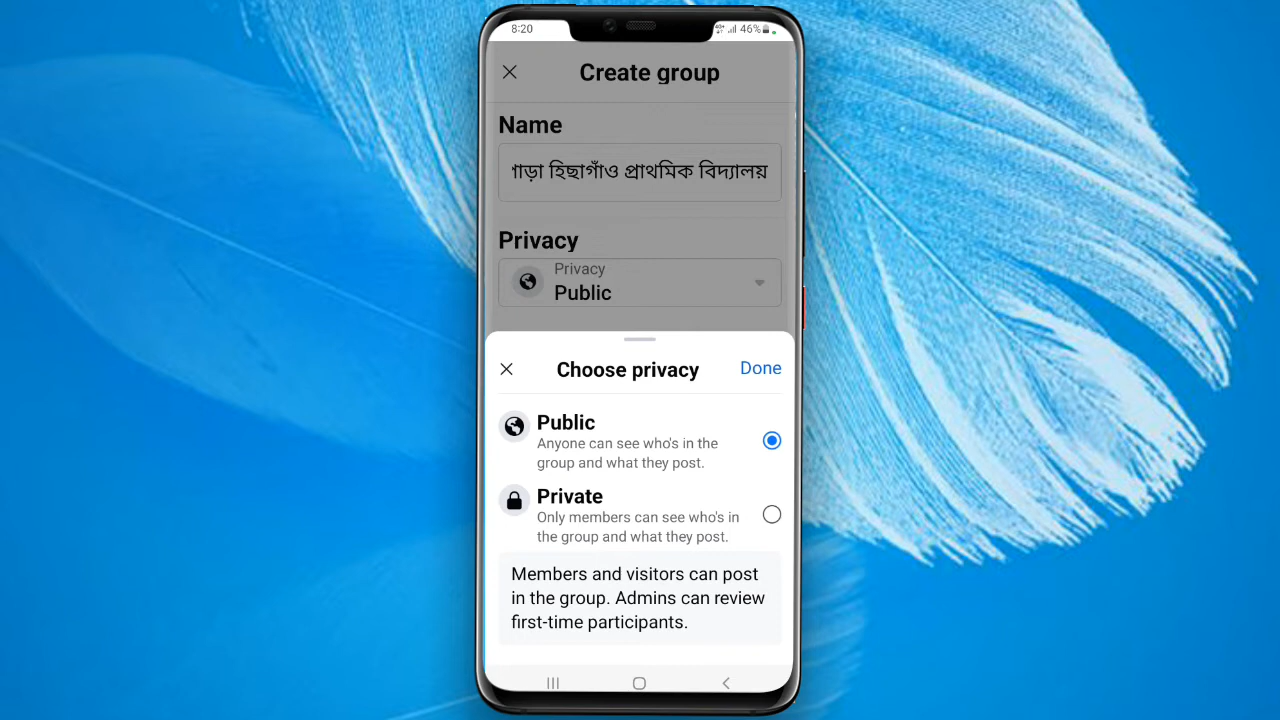 8:20
46%
Create group
Name
হিছাগাঁও প্রাথমিক বিদ্যালয়
Privacy
Privacy
Public
Choose privacy
Done
Public
Anyone can see who's in the
group and what they post.
Private
Only members can see who's in
the group and what they post.
Members and visitors can post
in the group. Admins can review
first-time participants.